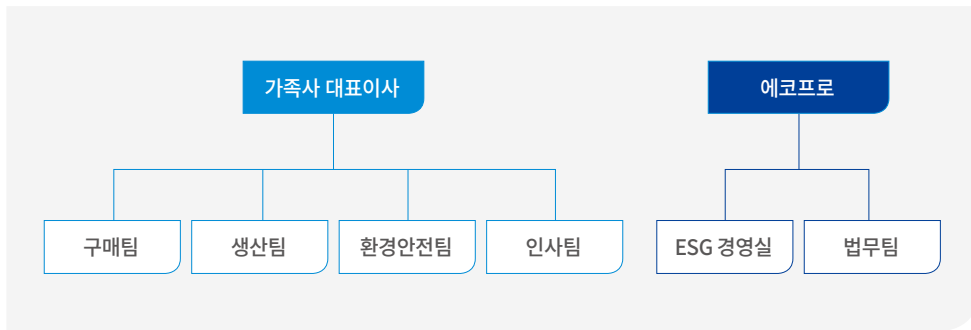 가족사 대표이사
에코프로
구매팀
생산팀
환경안전팀
인사팀
ESG 경영실
법무팀